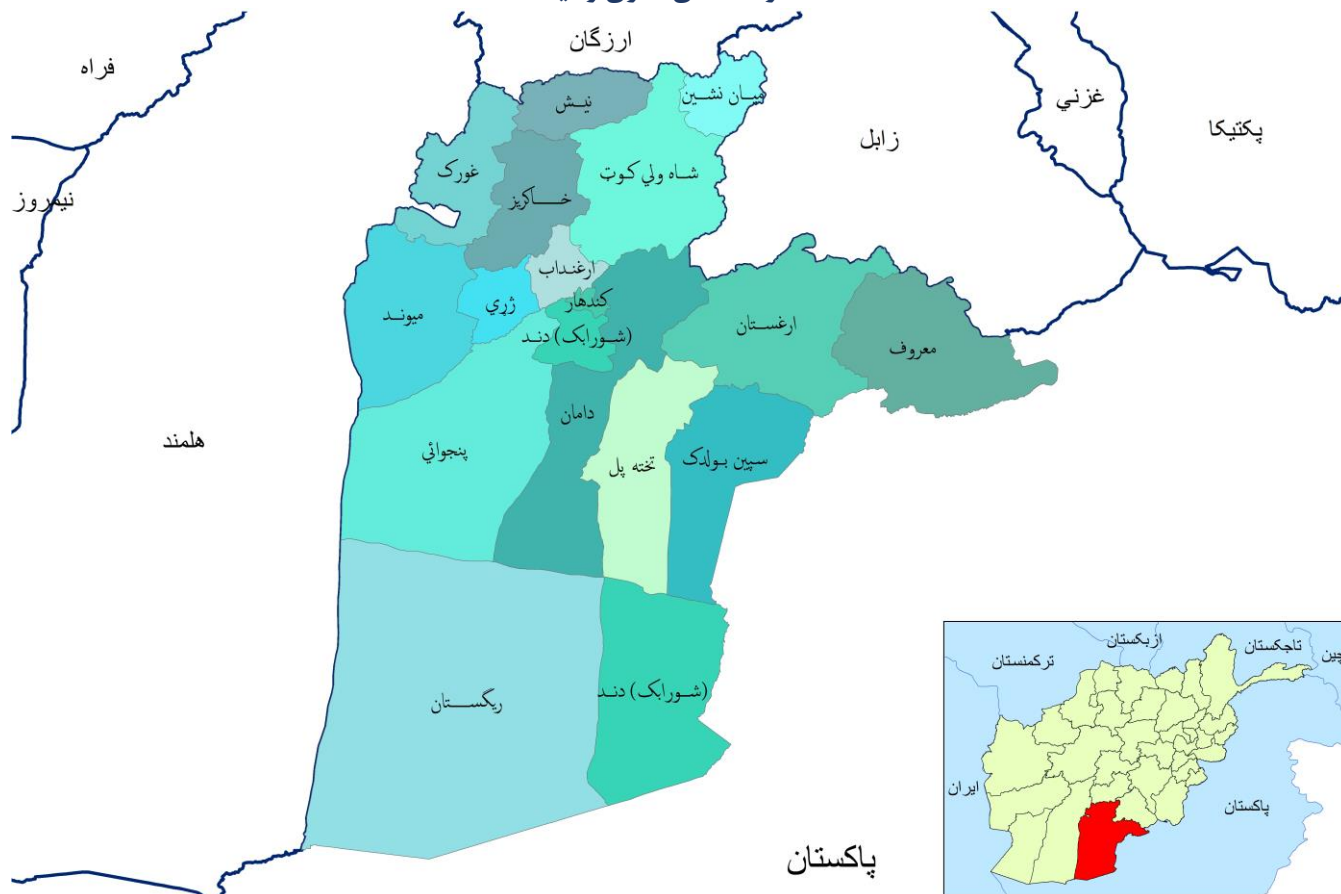 ارزگان
فراه
غزني
پکتیکا
زابل
نیمروز
هلمند
نیش
میان نشین
غورک
شاه ولي کوټ
خاکریز
ارغنداب
ژړي
کندهار
(شورابک) دند
میوند
ارغستان
معروف
دامان
پنجوائي
تخته پل
سپین بولدک
ریگستان
(شورابک) دند
پاکستان
ازبکستان
تاجکستان
چین
ترکمنستان
ایران
پاکستان